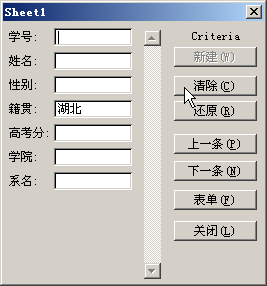 Sheet1
学号:
姓名:
性别:
籍贯: 湖北
高考分:
学院:
系名:
Criteria
新建(W)
清除(C)
还原(R)
上一条(P)
下一条(N)
表单(F)
关闭(L)